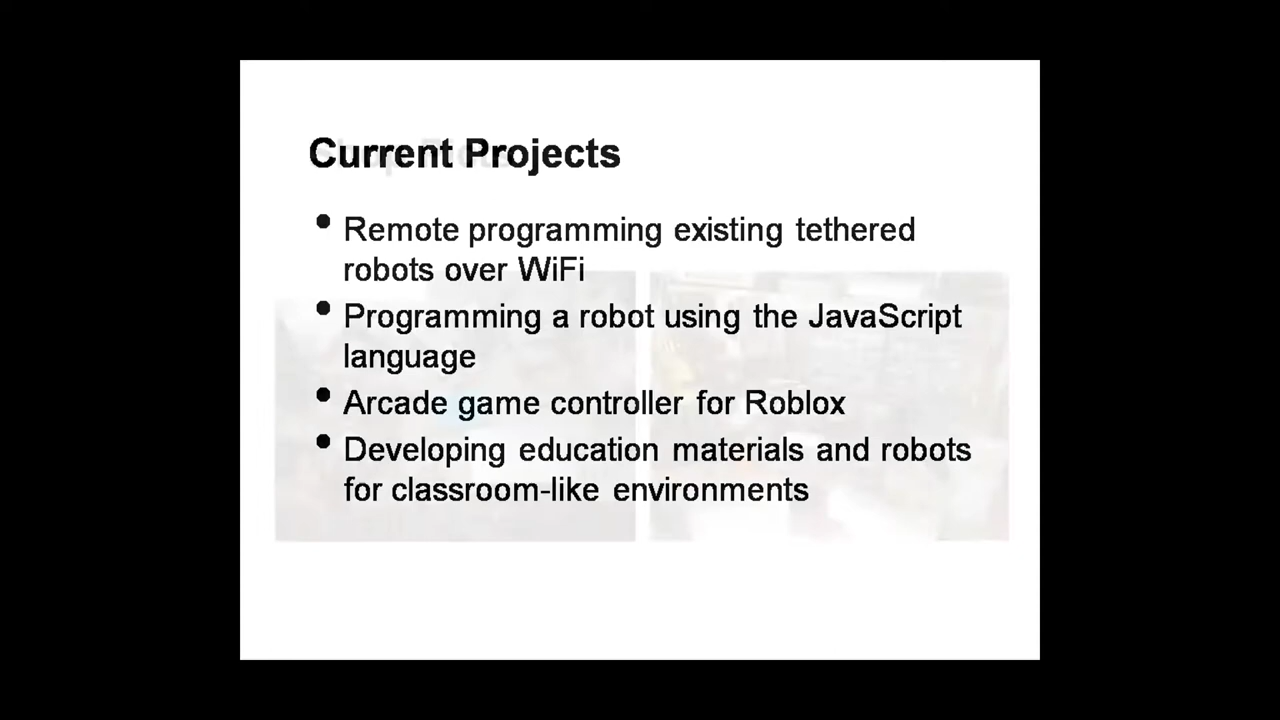 Current Projects
• Remote programming existing tethered
robots over WiFi
• Programming a robot using the JavaScript
language
• Arcade game controller for Roblox
• Developing education materials and robots
for classroom-like environments